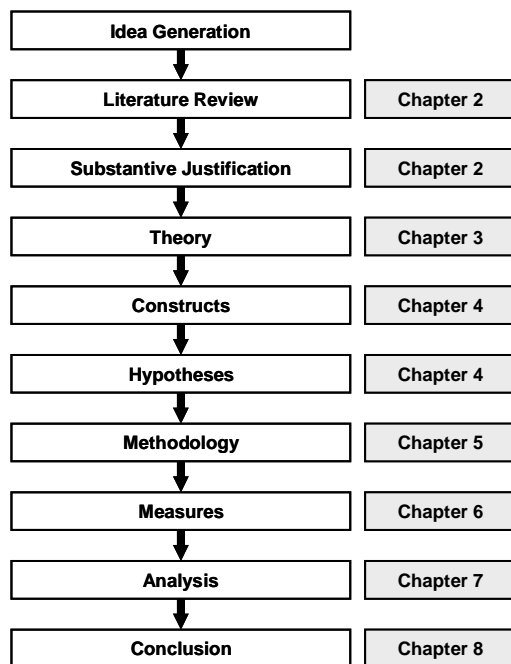 Idea Generation
Literature Review Chapter 2
Substantive Justification Chapter 2
Theory Chapter 3
Constructs Chapter 4
Hypotheses Chapter 4
Methodology Chapter 5
Measures Chapter 6
Analysis Chapter 7
Conclusion Chapter 8